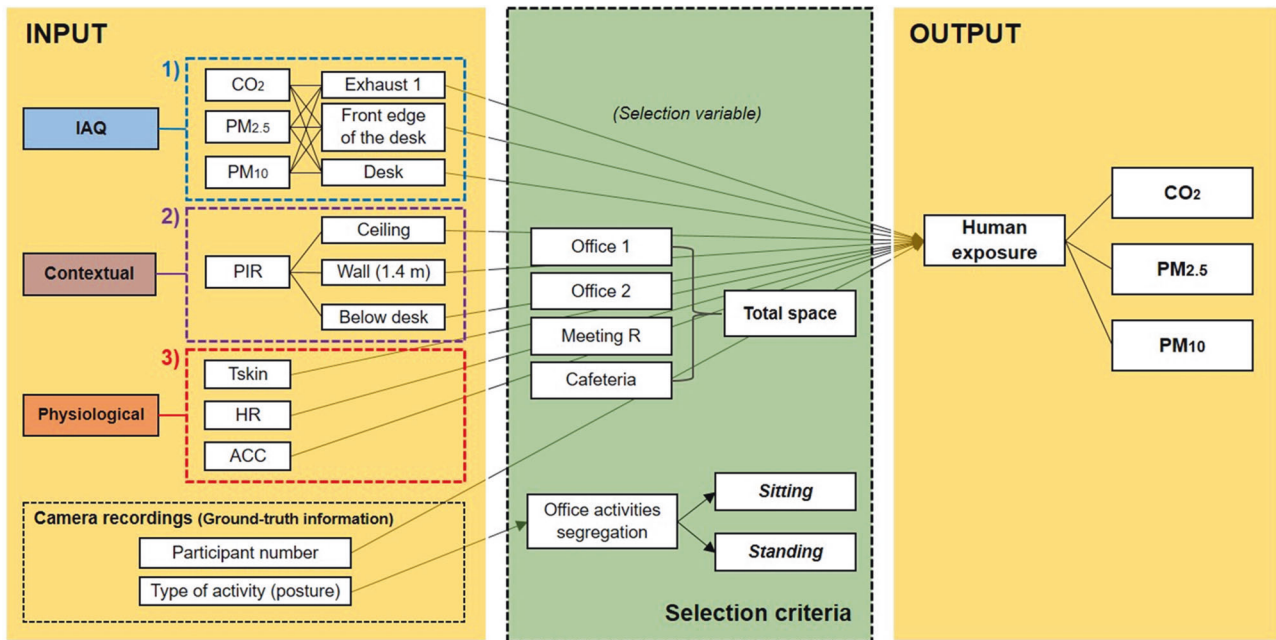 INPUT
1)
IAQ
CO2
PM2.5
PM10
Exhaust 1
Front edge
of the desk
Desk
2)
Contextual
PIR
Ceiling
Wall (1.4 m)
Below desk
3)
Physiological
Tskin
HR
ACC
Camera recordings (Ground-truth information)
Participant number
Type of activity (posture)
(Selection variable)
Office 1
Office 2
Meeting R
Cafeteria
Total space
Office activities
segregation
Sitting
Standing
Selection criteria
OUTPUT
Human
exposure
CO2
PM2.5
PM10